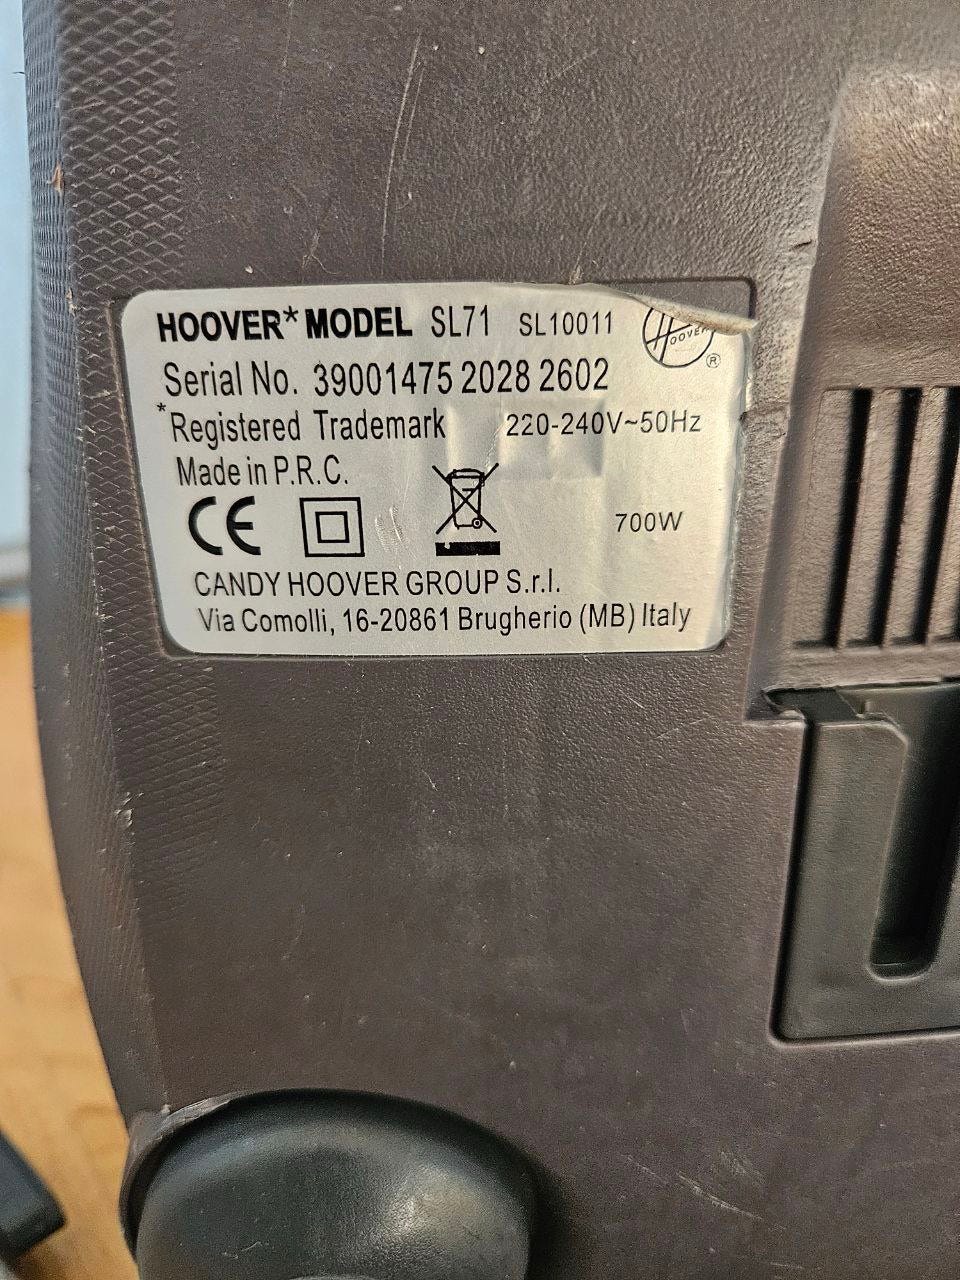 HOOVER* MODEL SL71 SL10011 HOOVER ®
Serial No. 39001475 2028 2602
*Registered Trademark 220-240V~50Hz
Made in P.R.C.
CE 700W
CANDY HOOVER GROUP S.r.l.
Via Comolli, 16-20861 Brugherio (MB) Italy